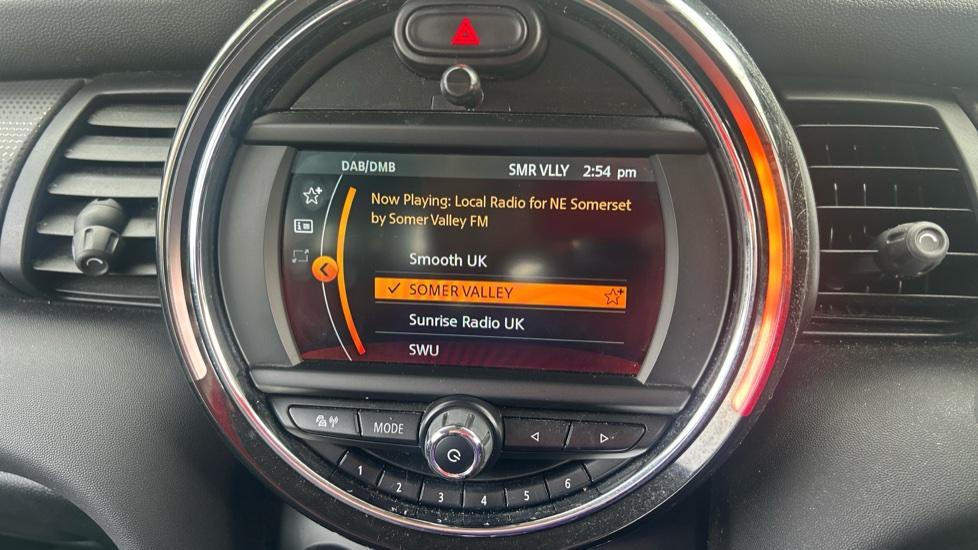 DAB/DMB SMR VLLY 2:54 pm
Now Playing: Local Radio for NE Somerset
by Somer Valley FM
Smooth UK
SOMER VALLEY
Sunrise Radio UK
SWU
MODE
1 2 3 4 5 6